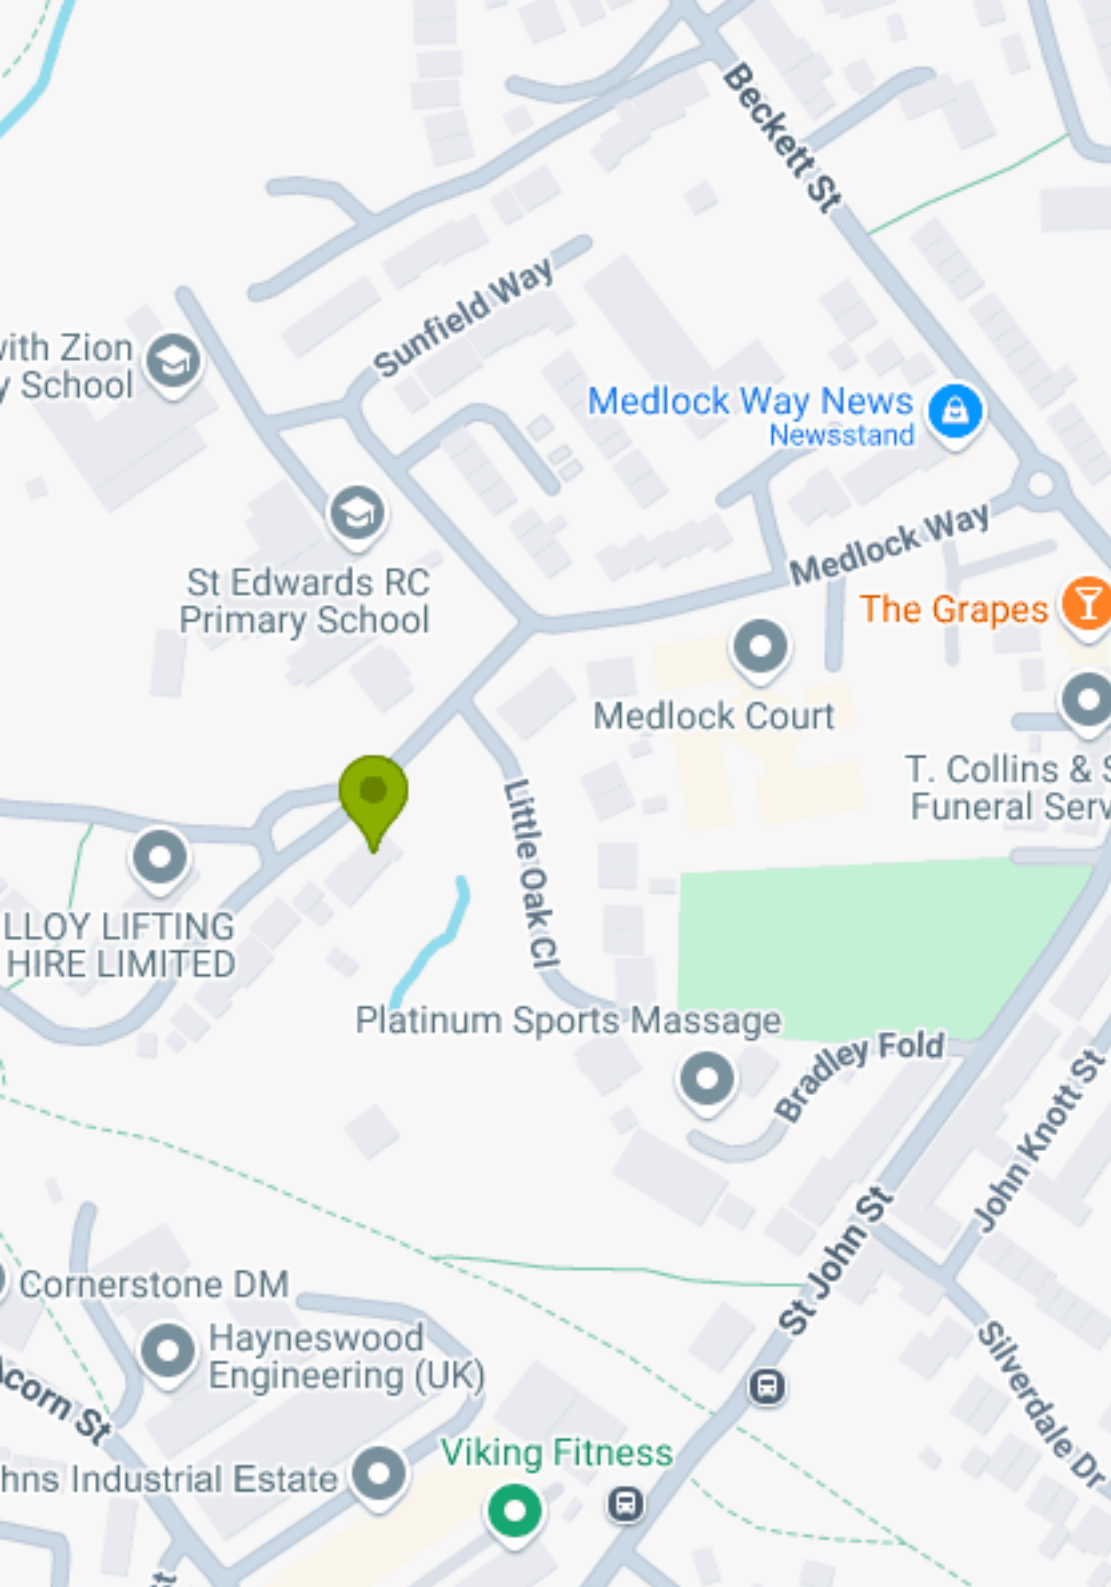 Beckett St
Sunfield Way
with Zion
y School
Medlock Way News
Newsstand
Medlock Way
St Edwards RC
Primary School
The Grapes
Medlock Court
T. Collins & S
Funeral Serv
Little Oak Cl
LLOY LIFTING
HIRE LIMITED
Platinum Sports Massage
Bradley Fold
John Knott St
St John St
Cornerstone DM
Hayneswood
Engineering (UK)
Silverdale Dr
Acorn St
Viking Fitness
hns Industrial Estate
st